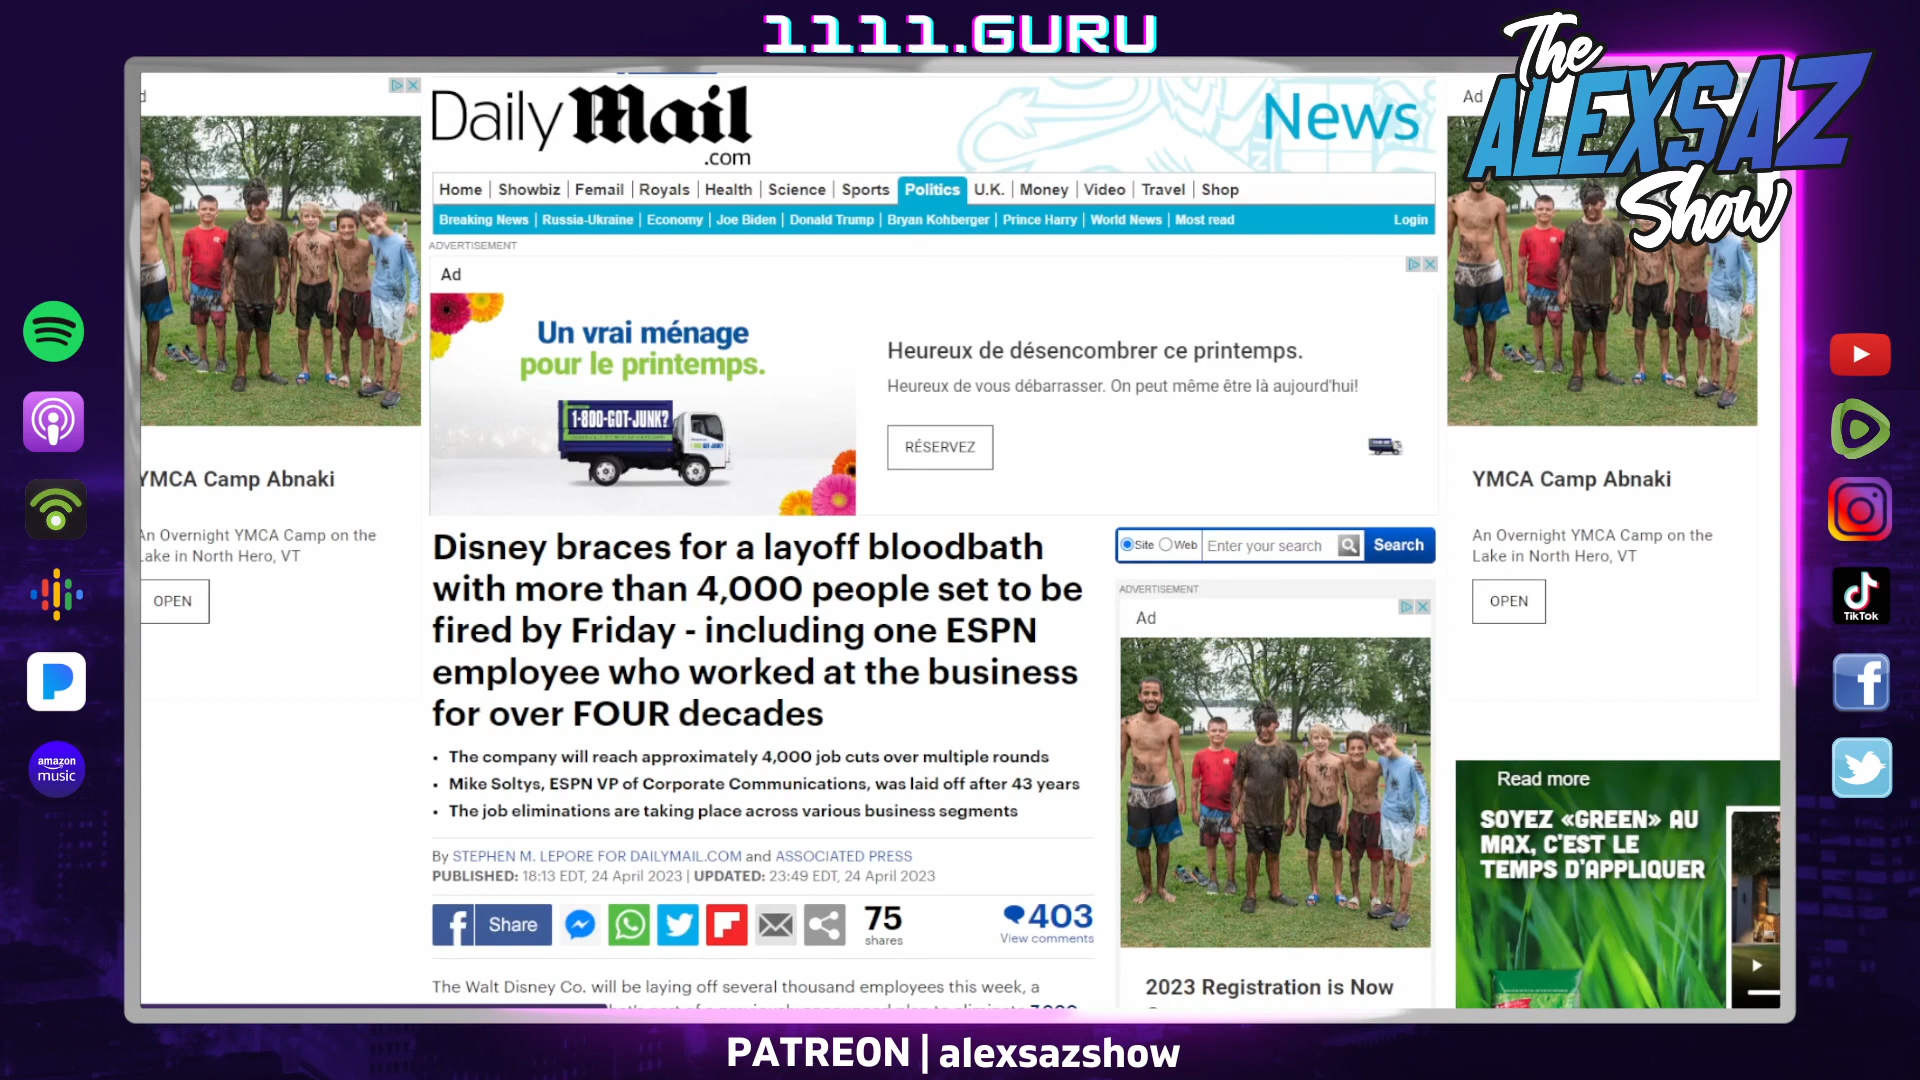 1111.GURU
The
ALEXSAZ
Show
Daily Mail
.com
News
Home | Showbiz | Femail | Royals | Health | Science | Sports | Politics | U.K. | Money | Video | Travel | Shop
Breaking News | Russia-Ukraine | Economy | Joe Biden | Donald Trump | Bryan Kohberger | Prince Harry | World News | Most read
Login
ADVERTISEMENT
Ad
Un vrai ménage
pour le printemps.
1-800-GOT-JUNK?
Heureux de désencombrer ce printemps.
Heureux de vous débarrasser. On peut même être là aujourd'hui!
RÉSERVEZ
YMCA Camp Abnaki
An Overnight YMCA Camp on the
Lake in North Hero, VT
OPEN
Disney braces for a layoff bloodbath
with more than 4,000 people set to be
fired by Friday - including one ESPN
employee who worked at the business
for over FOUR decades
• The company will reach approximately 4,000 job cuts over multiple rounds
• Mike Soltys, ESPN VP of Corporate Communications, was laid off after 43 years
• The job eliminations are taking place across various business segments
By STEPHEN M. LEPORE FOR DAILYMAIL.COM and ASSOCIATED PRESS
PUBLISHED: 18:13 EDT, 24 April 2023 | UPDATED: 23:49 EDT, 24 April 2023
Share
75
shares
403
View comments
The Walt Disney Co. will be laying off several thousand employees this week, a
Site Web Enter your search Search
ADVERTISEMENT
Ad
2023 Registration is Now
Ad
YMCA Camp Abnaki
An Overnight YMCA Camp on the
Lake in North Hero, VT
OPEN
Read more
SOYEZ «GREEN» AU
MAX, C'EST LE
TEMPS D'APPLIQUER
amazon
music
TikTok
PATREON | alexsazshow